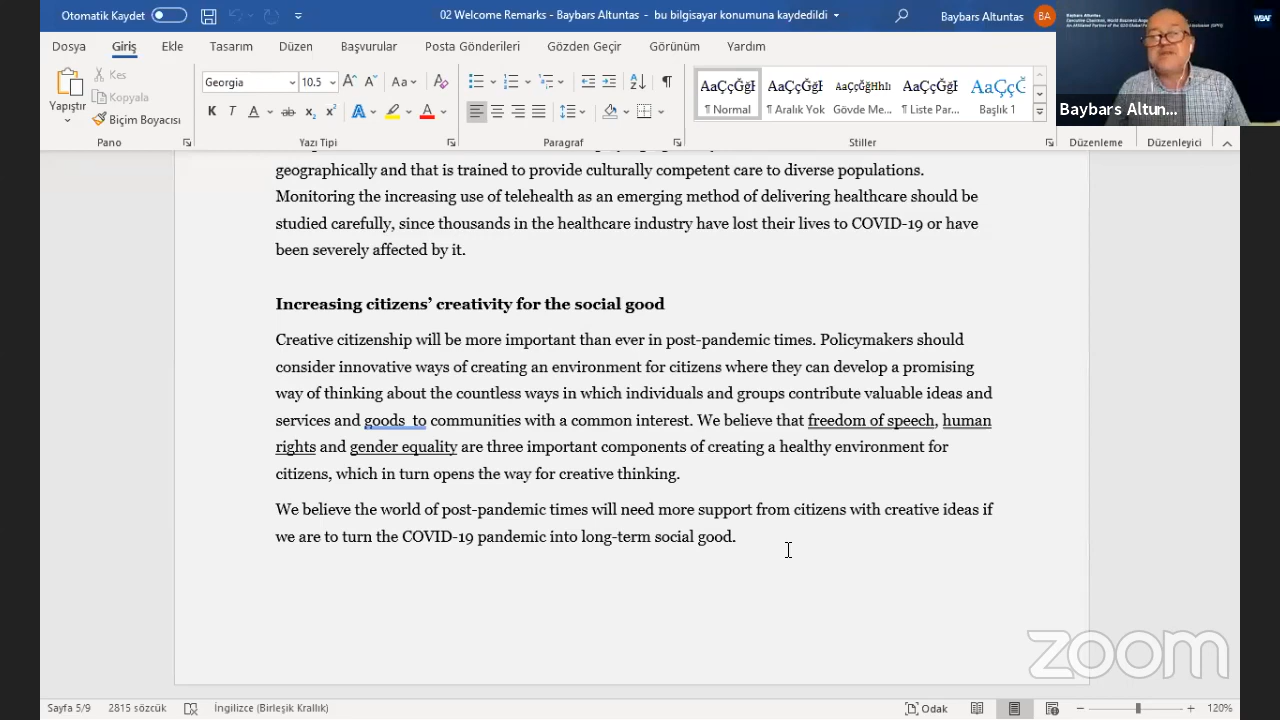 Otomatik Kaydet
02 Welcome Remarks - Baybars Altuntas - bu bilgisayar konumuna kaydedildi
Baybars Altuntas
BA
Dosya Giriş Ekle Tasarım Düzen Başvurular Posta Gönderileri Gözden Geçir Görünüm Yardım
Yapıştır
Kes
Kopyala
Biçim Boyacısı
Pano
Georgia 10.5
Aa
K T A ab x₂ x²
A A
Yazı Tipi
Paragraf
AaÇçĞğI AaÇçĞğI AaÇçĞğHhIı AaÇçĞğI AaÇçĞ
¶ Normal ¶ Aralık Yok Gövde Me... ¶ Liste Par... Başlık 1
Stiller
Düzenleme
Düzenleyici
Baybars Altuntas
WBAF
Baybars Altun...
geographically and that is trained to provide culturally competent care to diverse populations.
Monitoring the increasing use of telehealth as an emerging method of delivering healthcare should be
studied carefully, since thousands in the healthcare industry have lost their lives to COVID-19 or have
been severely affected by it.
Increasing citizens’ creativity for the social good
Creative citizenship will be more important than ever in post-pandemic times. Policymakers should
consider innovative ways of creating an environment for citizens where they can develop a promising
way of thinking about the countless ways in which individuals and groups contribute valuable ideas and
services and goods  to communities with a common interest. We believe that freedom of speech, human
rights and gender equality are three important components of creating a healthy environment for
citizens, which in turn opens the way for creative thinking.
We believe the world of post-pandemic times will need more support from citizens with creative ideas if
we are to turn the COVID-19 pandemic into long-term social good.
zoom
Sayfa 5/9 2815 sözcük İngilizce (Birleşik Krallık) Odak 120%